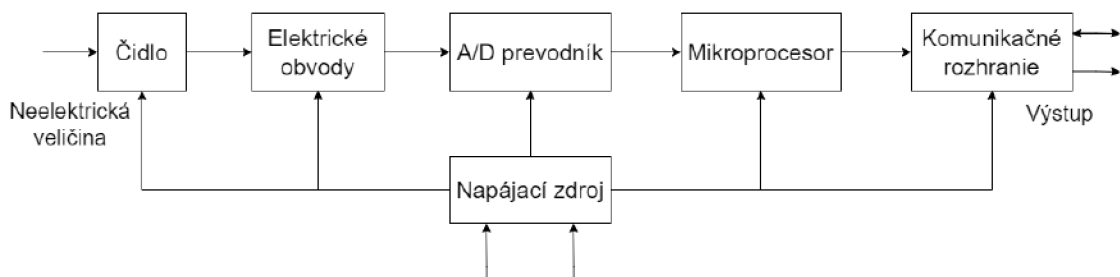 Čidlo
Elektrické
obvody
A/D prevodník
Mikroprocesor
Komunikačné
rozhranie
Neelektrická
veličina
Výstup
Napájací zdroj